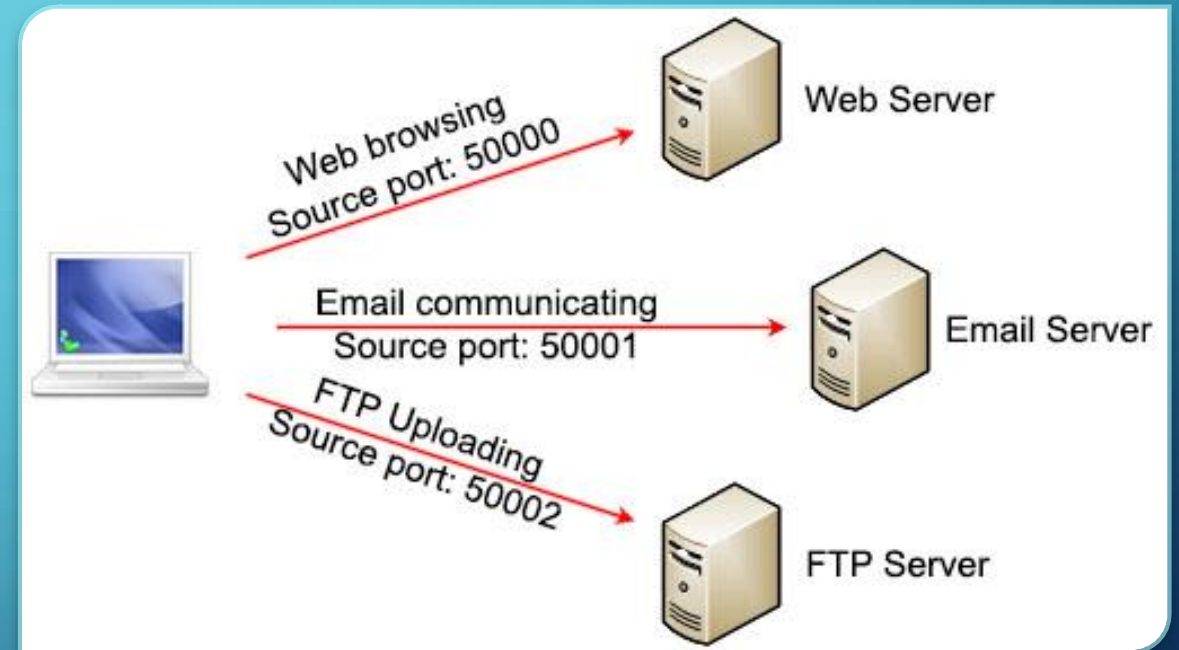 Web browsing
Source port: 50000
Web Server
Email communicating
Source port: 50001
Email Server
FTP Uploading
Source port: 50002
FTP Server